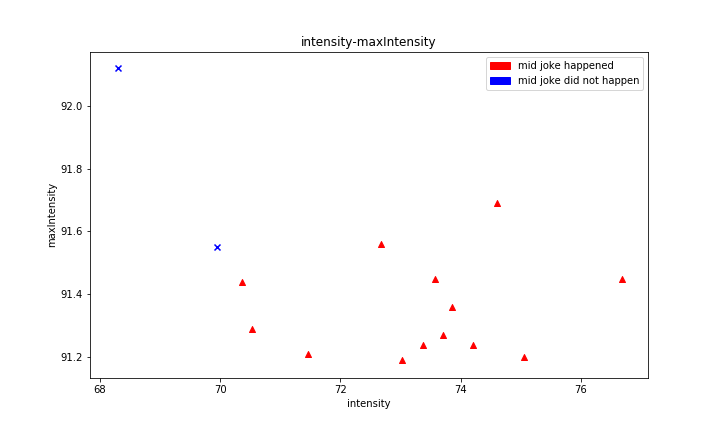 intensity-maxIntensity
mid joke happened
mid joke did not happen
92.0
91.8
91.6
91.4
91.2
maxIntensity
68
70
72
74
76
intensity